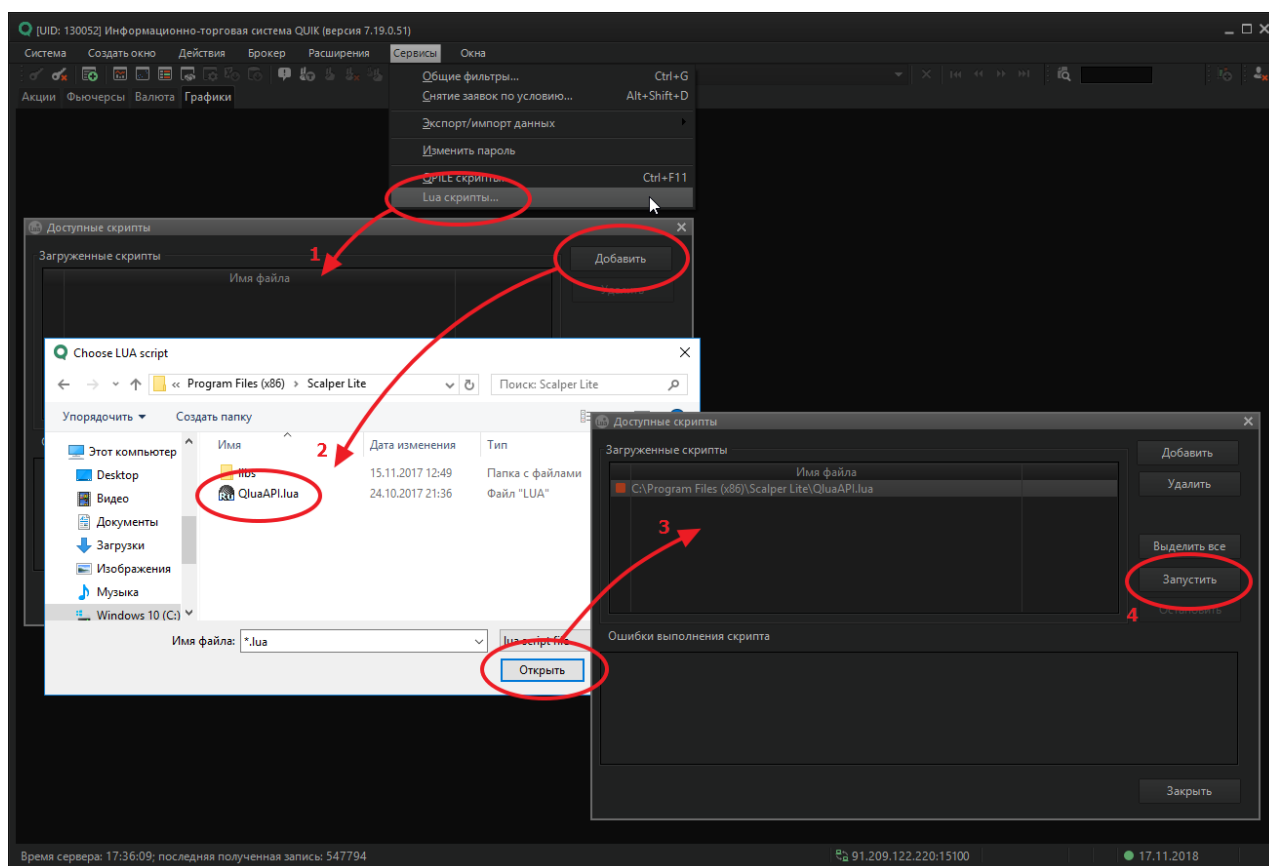 [UID: 130052] Информационно-торговая система QUIK (версия 7.19.0.51)
Система Создать окно Действия Брокер Расширения Сервисы Окна
Акции Фьючерсы Валюта Графики
Общие фильтры... Ctrl+G
Снятие заявок по условию... Alt+Shift+D
Экспорт/импорт данных
Изменить пароль
QPILE скрипты... Ctrl+F11
Lua скрипты...
Доступные скрипты
Загруженные скрипты
1
Добавить
Имя файла
Удалить
Choose LUA script
« Program Files (x86) › Scalper Lite
Поиск: Scalper Lite
Упорядочить Создать папку
Этот компьютер
Desktop
Видео
Документы
Загрузки
Изображения
Музыка
Windows 10 (C:)
Имя Дата изменения Тип
2
libs 15.11.2017 12:49 Папка с файлами
QluaAPI.lua 24.10.2017 21:36 Файл "LUA"
Имя файла: *.lua
lua script file
Открыть
Доступные скрипты
Загруженные скрипты
Имя файла
C:\Program Files (x86)\Scalper Lite\QluaAPI.lua
3
Добавить
Удалить
Выделить все
Запустить
4
Остановить
Ошибки выполнения скрипта
Закрыть
Время сервера: 17:36:09; последняя полученная запись: 547794
91.209.122.220:15100
17.11.2018